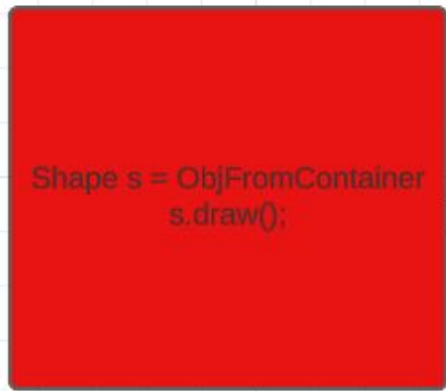 Shape s = ObjFromContainer
s.draw();